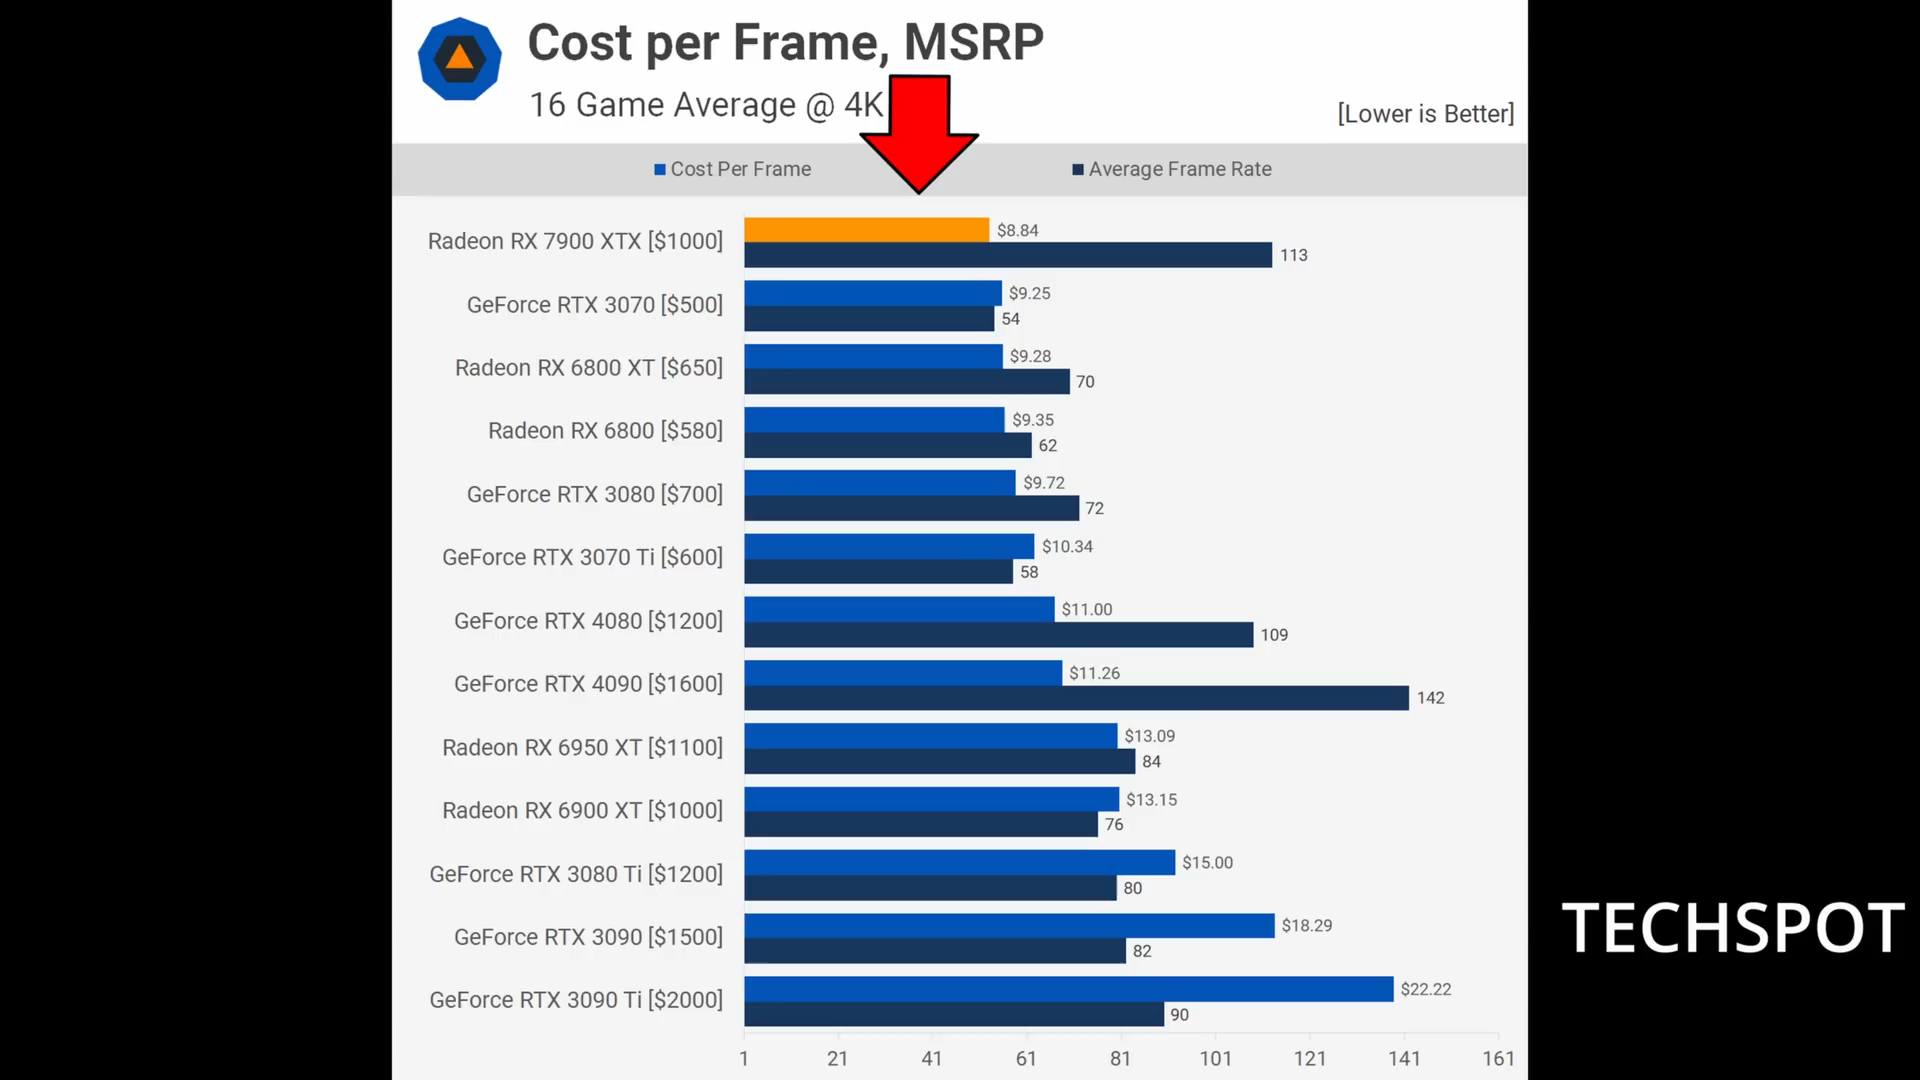 Cost per Frame, MSRP
16 Game Average @ 4K
[Lower is Better]
Cost Per Frame
Average Frame Rate
Radeon RX 7900 XTX [$1000]
$8.84
113
GeForce RTX 3070 [$500]
$9.25
54
Radeon RX 6800 XT [$650]
$9.28
70
Radeon RX 6800 [$580]
$9.35
62
GeForce RTX 3080 [$700]
$9.72
72
GeForce RTX 3070 Ti [$600]
$10.34
58
GeForce RTX 4080 [$1200]
$11.00
109
GeForce RTX 4090 [$1600]
$11.26
142
Radeon RX 6950 XT [$1100]
$13.09
84
Radeon RX 6900 XT [$1000]
$13.15
76
GeForce RTX 3080 Ti [$1200]
$15.00
80
GeForce RTX 3090 [$1500]
$18.29
82
GeForce RTX 3090 Ti [$2000]
$22.22
90
1 21 41 61 81 101 121 141 161
TECHSPOT